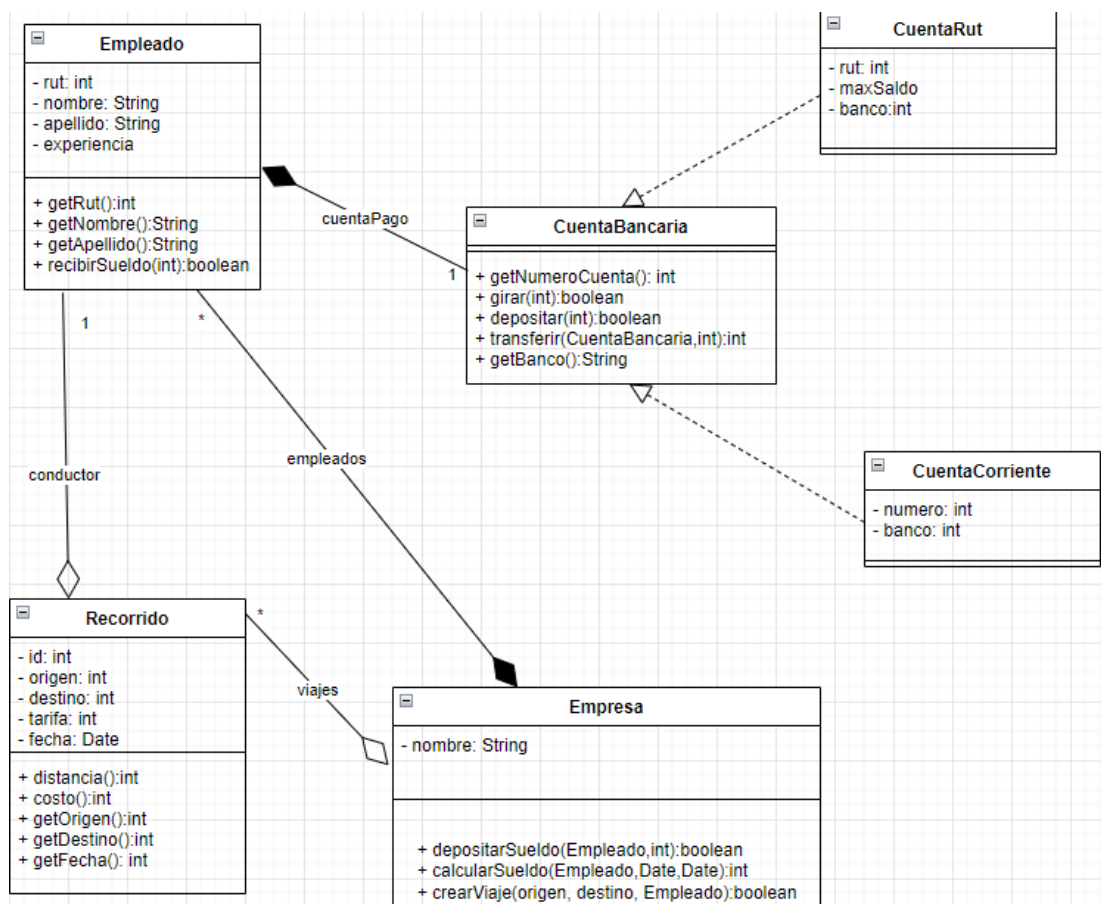 Empleado
- rut: int
- nombre: String
- apellido: String
- experiencia
+ getRut():int
+ getNombre():String
+ getApellido():String
+ recibirSueldo(int):boolean
CuentaRut
- rut: int
- maxSaldo
- banco:int
cuentaPago
1
CuentaBancaria
+ getNumeroCuenta(): int
+ girar(int):boolean
+ depositar(int):boolean
+ transferir(CuentaBancaria,int):int
+ getBanco():String
1
*
empleados
conductor
CuentaCorriente
- numero: int
- banco: int
Recorrido
- id: int
- origen: int
- destino: int
- tarifa: int
- fecha: Date
+ distancia():int
+ costo():int
+ getOrigen():int
+ getDestino():int
+ getFecha(): int
*
viajes
Empresa
- nombre: String
+ depositarSueldo(Empleado,int):boolean
+ calcularSueldo(Empleado,Date,Date):int
+ crearViaje(origen, destino, Empleado):boolean